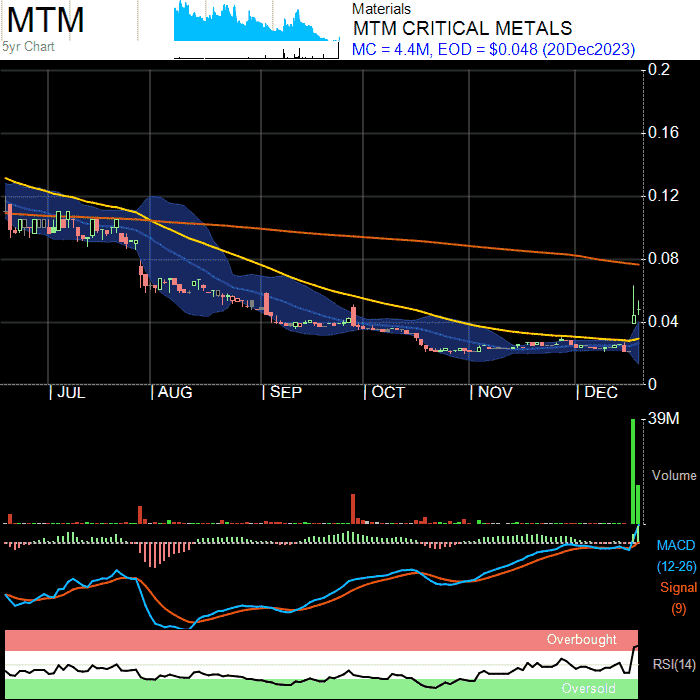 MTM
5yr Chart
Materials
MTM CRITICAL METALS
MC = 4.4M, EOD = $0.048 (20Dec2023)
0.2
0.16
0.12
0.08
0.04
0
| JUL | AUG | SEP | OCT | NOV | DEC
39M
Volume
MACD
(12-26)
Signal
(9)
Overbought
RSI(14)
Oversold